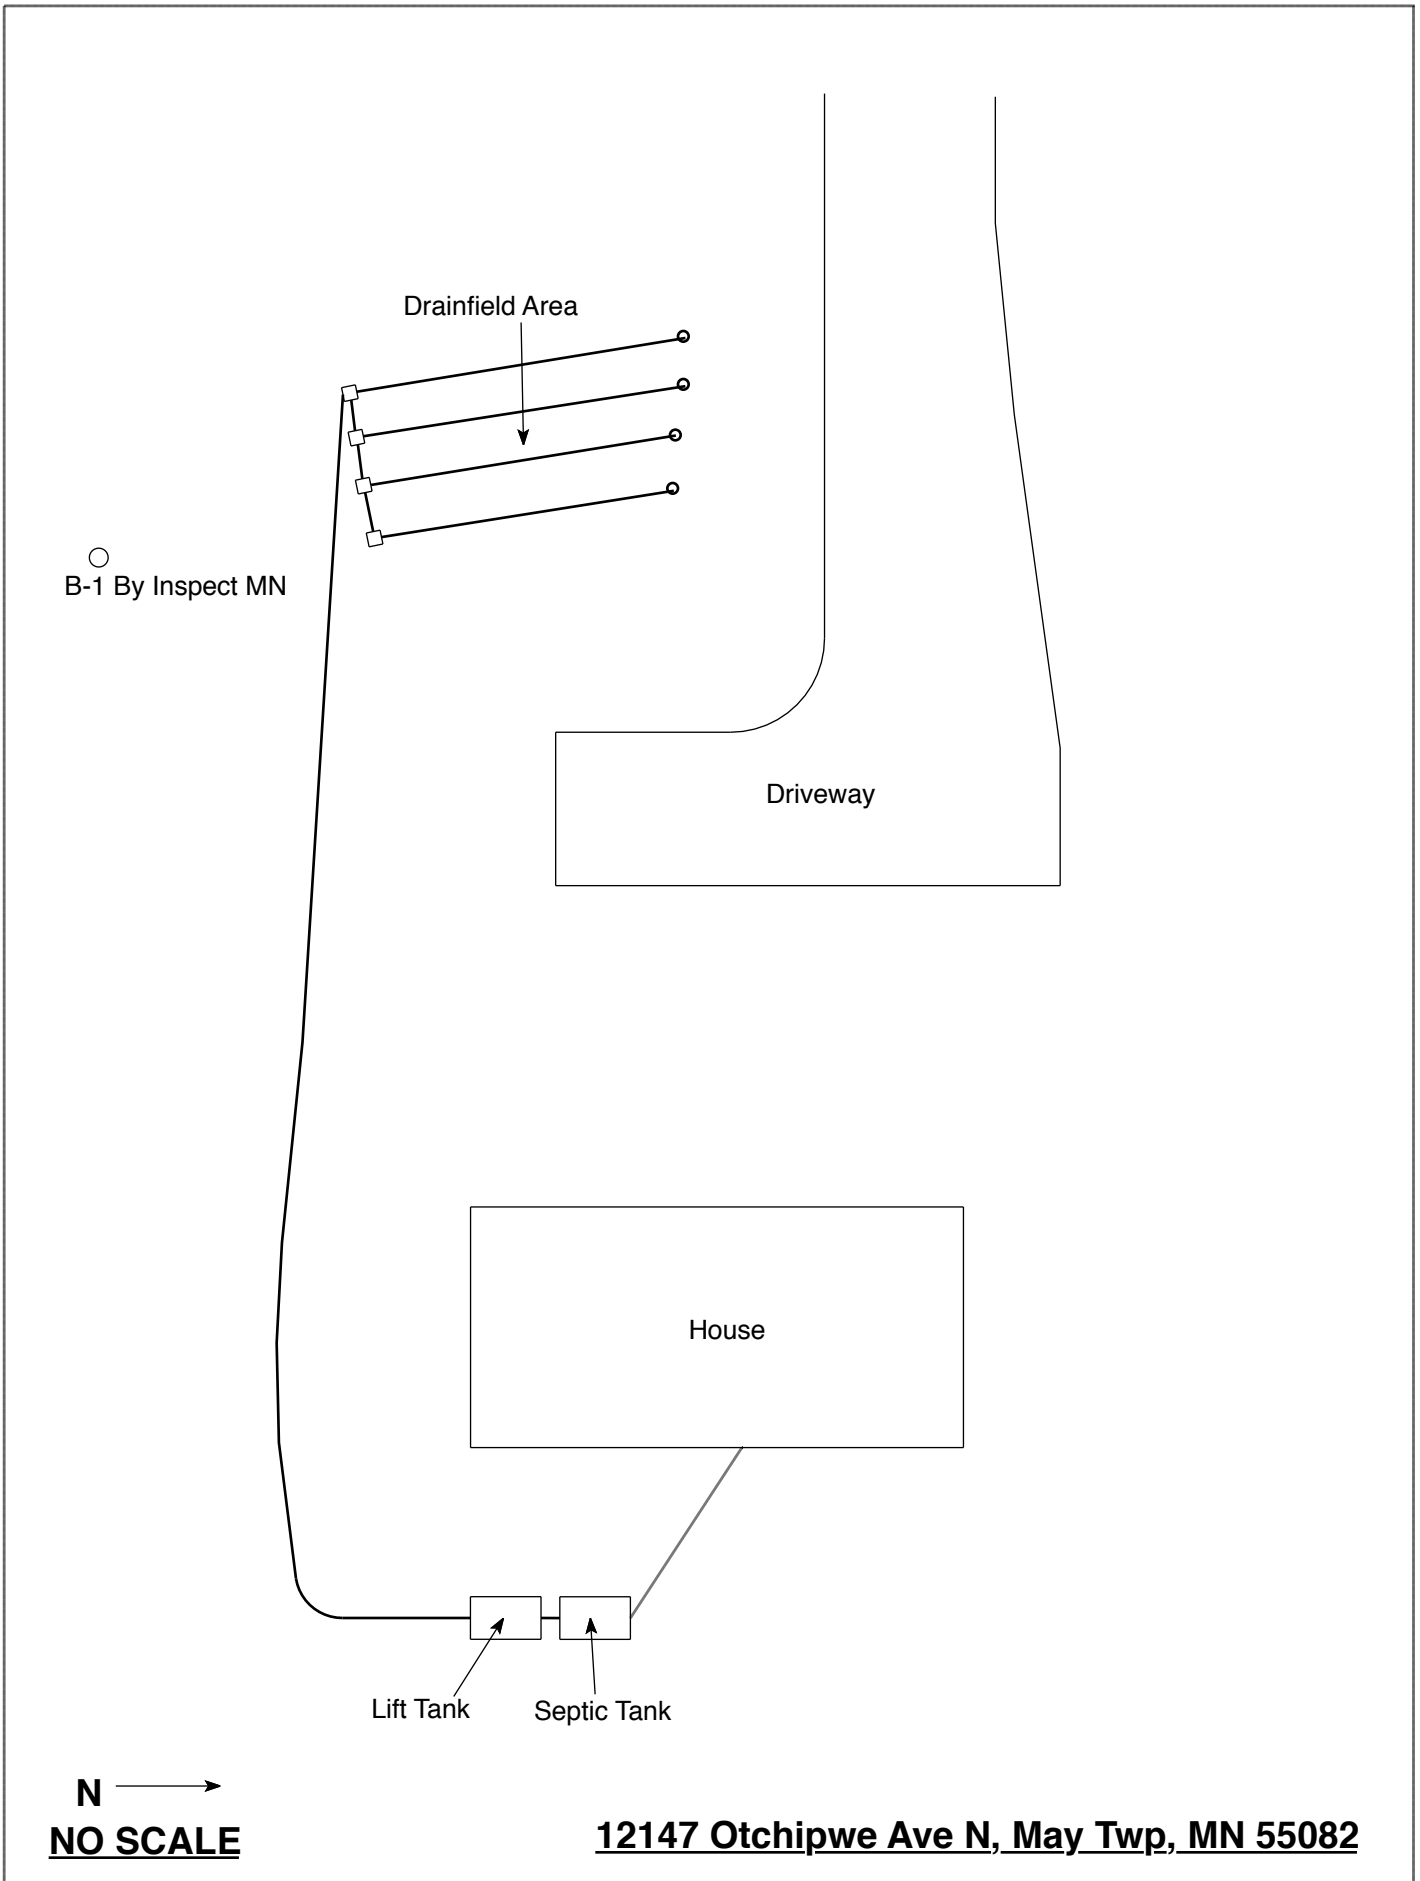 Drainfield Area
B-1 By Inspect MN
Driveway
House
Lift Tank
Septic Tank
N
NO SCALE
12147 Otchipwe Ave N, May Twp, MN 55082